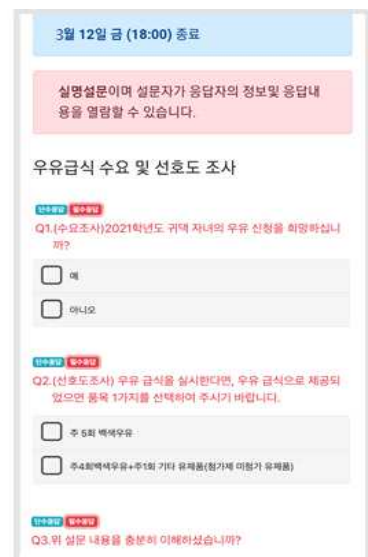 3월 12일 금 (18:00) 종료
실명설문이며 설문자가 응답자의 정보및 응답내
용을 열람할 수 있습니다.
우유급식 수요 및 선호도 조사
단수응답 필수응답
Q1.(수요조사)2021학년도 귀댁 자녀의 우유 신청을 희망하십니
까?
예
아니오
단수응답 필수응답
Q2.(선호도조사) 우유 급식을 실시한다면, 우유 급식으로 제공되
었으면 품목 1가지를 선택하여 주시기 바랍니다.
주 5회 백색우유
주4회백색우유+주1회 기타 유제품(첨가제 미첨가 유제품)
단수응답 필수응답
Q3.위 설문 내용을 충분히 이해하셨습니까?